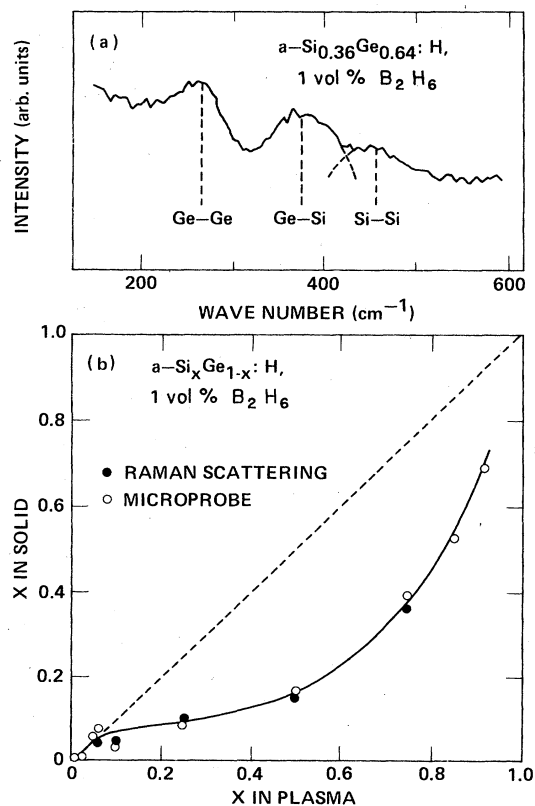 (a)
a–Si0.36Ge0.64: H,
1 vol % B2 H6
INTENSITY (arb. units)
Ge–Ge
Ge–Si
Si–Si
200
400
600
WAVE NUMBER (cm−1)
(b)
a–SixGe1-x: H,
1 vol % B2 H6
RAMAN SCATTERING
MICROPROBE
X IN SOLID
1.0
0.8
0.6
0.4
0.2
0
0
0.2
0.4
0.6
0.8
1.0
X IN PLASMA